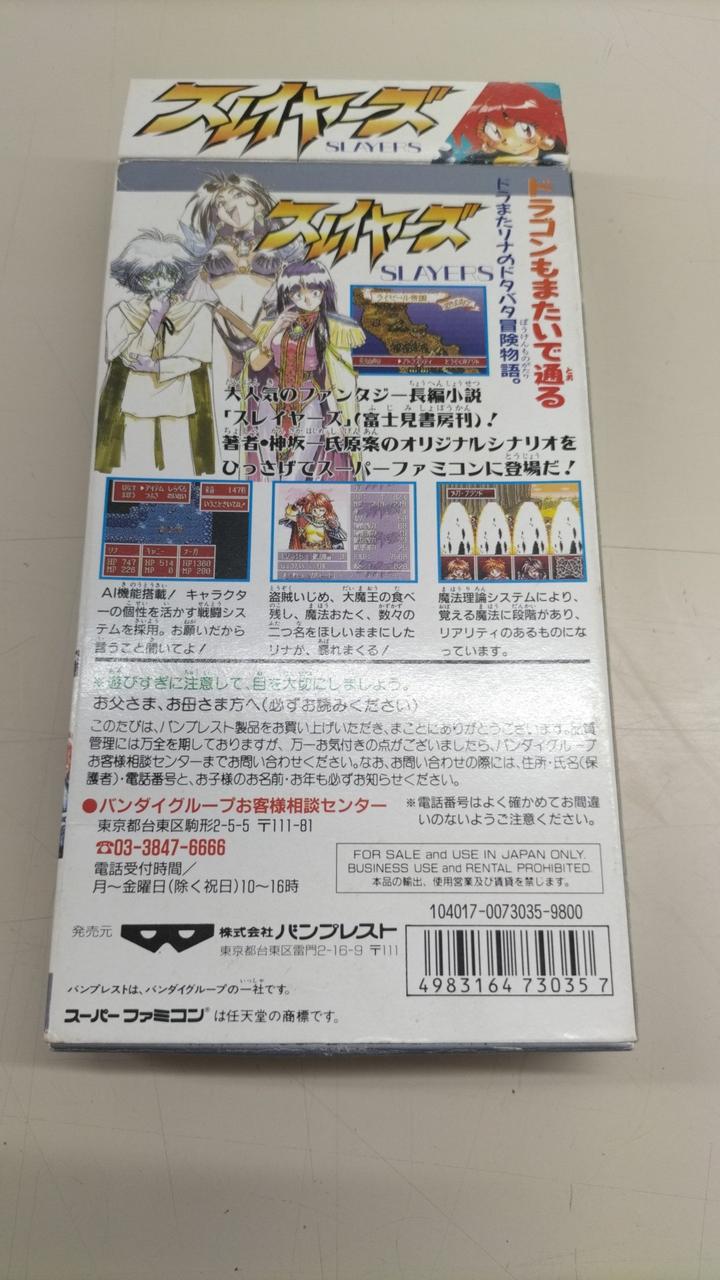 スレイヤーズ
SLAYERS
スレイヤーズ
SLAYERS
ドラゴンもまたいで通る
ドラまたリナのドタバタ冒険物語。
ライゼール帝国
大人気のファンタジー長編小説
「スレイヤーズ」(富士見書房刊)!
著者・神坂一氏原案のオリジナルシナリオを
ひっさげてスーパーファミコンに登場だ!
AI機能搭載! キャラクタ
ーの個性を活かす戦闘シス
テムを採用。お願いだから
言うこと聞いてよ!
盗賊いじめ、大魔王の食べ
残し、魔法おたく、数々の
二つ名をほしいままにした
リナが、暴れまくる!
メガ・ブランド
魔法理論システムにより、
覚える魔法に段階があり、
リアリティのあるものにな
っています。
※遊びすぎに注意して、目を大切にしましょう。
お父さま、お母さま方へ(必ずお読みください)
このたびは、バンプレスト製品をお買い上げいただき、まことにありがとうございます。品質
管理には万全を期しておりますが、万一お気付きの点がございましたら、バンダイグループ
お客様相談センターまでお問い合わせください。なお、お問い合わせの際には、住所・氏名(保
護者)・電話番号と、お子様のお名前・お年も必ずお知らせください。
●バンダイグループお客様相談センター
東京都台東区駒形2-5-5 〒111-81
☎03-3847-6666
電話受付時間/
月〜金曜日(除く祝日)10〜16時
※電話番号はよく確かめてお間違
いのないようご注意ください。
FOR SALE and USE IN JAPAN ONLY.
BUSINESS USE and RENTAL PROHIBITED.
本品の輸出、使用営業及び賃貸を禁じます。
104017-0073035-9800
発売元
株式会社バンプレスト
東京都台東区雷門2-16-9 〒111
4983164730357
バンプレストは、バンダイグループの一社です。
スーパーファミコン®は任天堂の商標です。